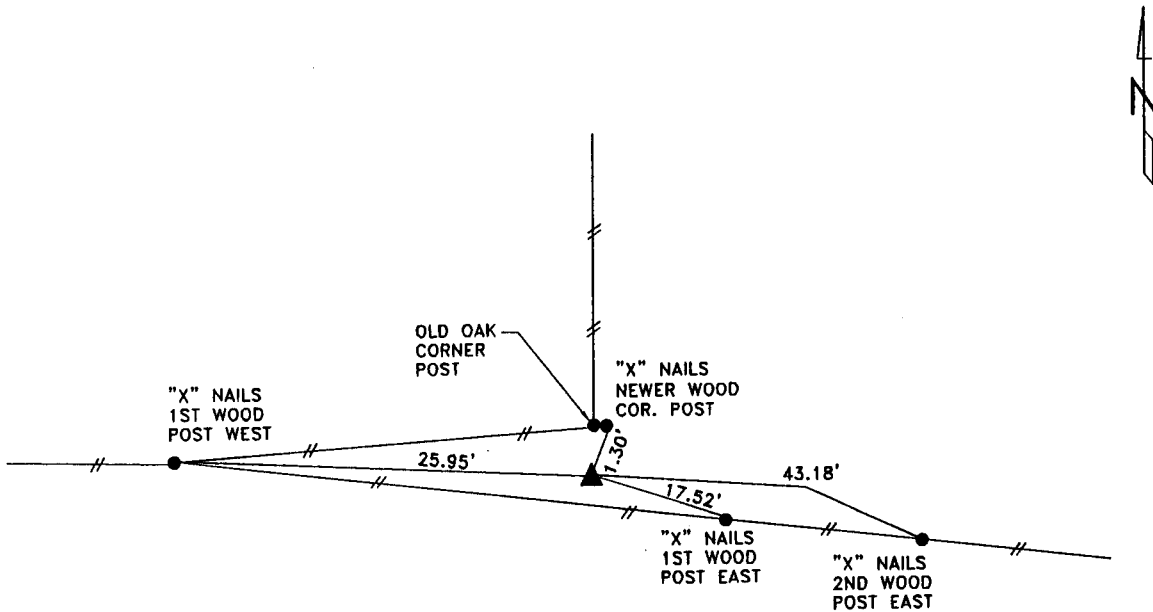 N
OLD OAK
CORNER
POST
"X" NAILS
NEWER WOOD
COR. POST
"X" NAILS
1ST WOOD
POST WEST
1.30'
25.95'
43.18'
17.52'
"X" NAILS
1ST WOOD
POST EAST
"X" NAILS
2ND WOOD
POST EAST